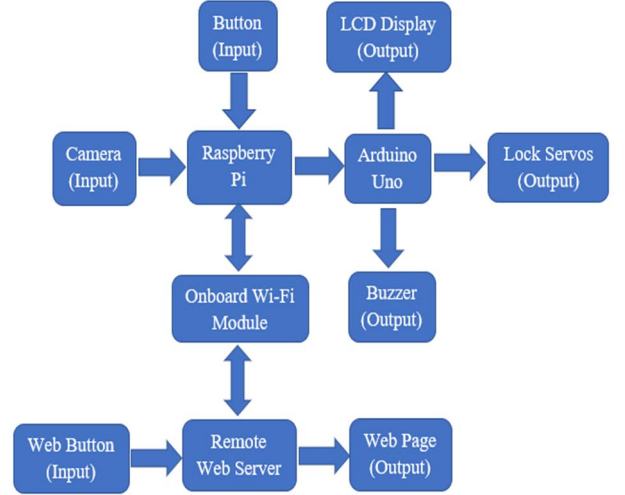 Button
(Input)
LCD Display
(Output)
Camera
(Input)
Raspberry
Pi
Arduino
Uno
Lock Servos
(Output)
Onboard Wi-Fi
Module
Buzzer
(Output)
Web Button
(Input)
Remote
Web Server
Web Page
(Output)